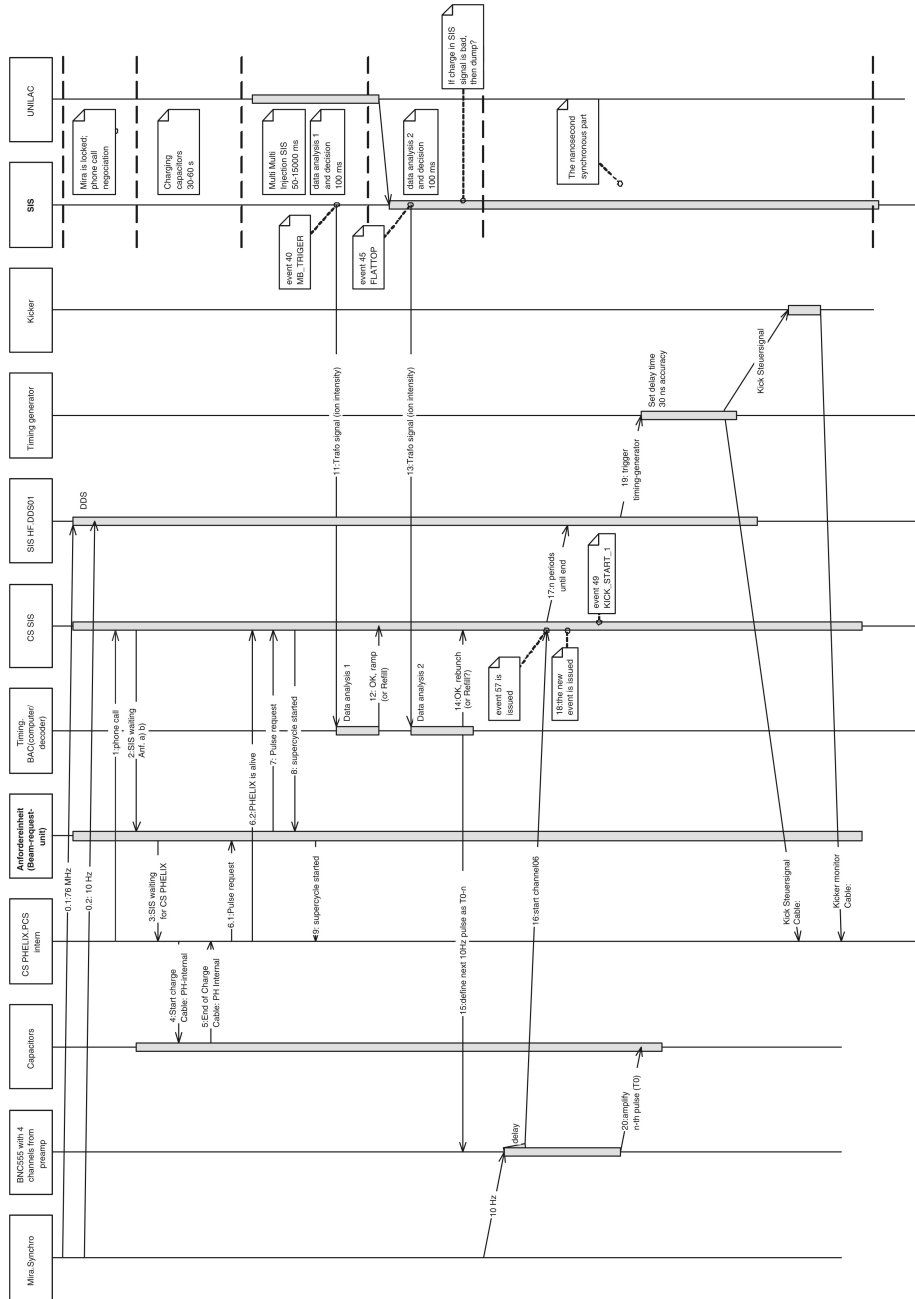 Mira.Synchro
BNC555 with 4
channels from
preamp
Capacitors
CS PHELIX.PCS
intern
Anfordereinheit
(Beam-request-
unit)
Timing.
BAC(computer/
decoder)
CS SIS
SIS HF.DDS01
Timing generator
Kicker
SIS
UNILAC
0.1:76 MHz
0.2: 10 Hz
DDS
Mira is locked;
phone call
negociation
1:phone call
2:SIS waiting
Anf. a) b)
3:SIS waiting
for CS PHELIX
4:Start charge
Cable: PH-internal
5:End of Charge
Cable: PH Internal
Charging
capacitors
30-60 s
6.1:Pulse request
6.2:PHELIX is alive
7: Pulse request
8: supercycle started
9: supercycle started
Multi Multi
Injection SIS
50-15000 ms
data analysis 1
and decision
100 ms
event 40
MB_TRIGER
11:Trafo signal (ion intensity)
Data analysis 1
12: OK, ramp
(or Refill)
event 45
FLATTOP
data analysis 2
and decision
100 ms
13:Trafo signal (ion intensity)
Data analysis 2
14:OK, rebunch
(or Refill?)
If charge in SIS
signal is bad,
then dump?
15:define next 10Hz pulse as T0-n
10 Hz
delay
16:start channel06
event 57 is
issued
17:n periods
until end
18:the new
event is issued
event 49
KICK_START_1
The nanosecond
synchronous part
19: trigger
timing-generator
20:amplify
n-th pulse (T0)
Set delay time
30 ns accuracy
Kick Steuersignal
Kick Steuersignal
Cable:
Kicker monitor
Cable: